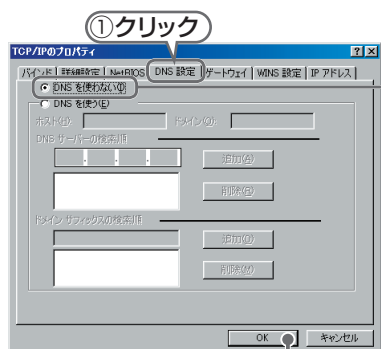 ①クリック
TCP/IPのプロパティ
バインド 詳細設定 NetBIOS DNS 設定 ゲートウェイ WINS 設定 IP アドレス
DNS を使わない(I)
DNS を使う(E)
ホスト(H): ドメイン(O):
DNS サーバーの検索順
追加(A)
削除(R)
ドメイン サフィックスの検索順
追加(D)
削除(M)
OK キャンセル